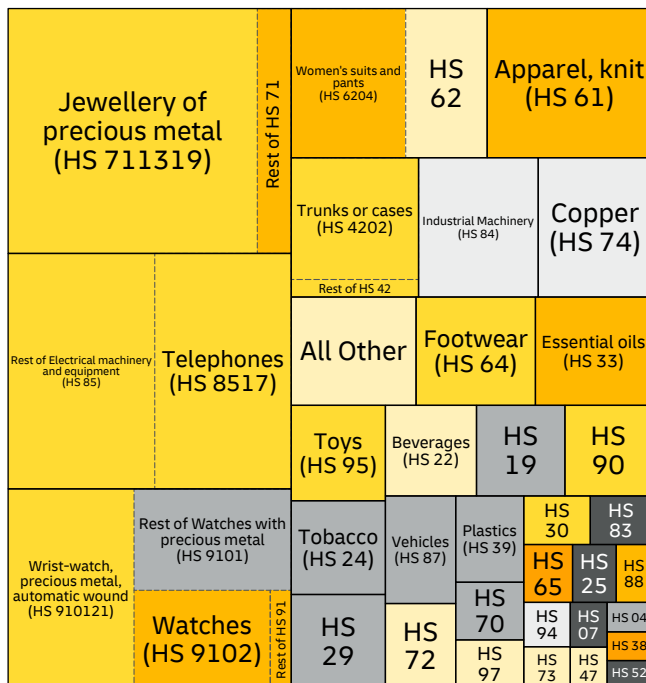 Jewellery of
precious metal
(HS 711319)
Rest of HS 71
Women's suits and
pants
(HS 6204)
HS
62
Apparel, knit
(HS 61)
Trunks or cases
(HS 4202)
Rest of HS 42
Industrial Machinery
(HS 84)
Copper
(HS 74)
Rest of Electrical machinery
and equipment
(HS 85)
Telephones
(HS 8517)
All Other
Footwear
(HS 64)
Essential oils
(HS 33)
Toys
(HS 95)
Beverages
(HS 22)
HS
19
HS
90
Wrist-watch,
precious metal,
automatic wound
(HS 910121)
Rest of Watches with
precious metal
(HS 9101)
Watches
(HS 9102)
Rest of HS 91
Tobacco
(HS 24)
HS
29
Vehicles
(HS 87)
HS
72
Plastics
(HS 39)
HS
70
HS
97
HS
30
HS
83
HS
65
HS
25
HS
88
HS
94
HS
07
HS 04
HS 38
HS
73
HS
47
HS 52